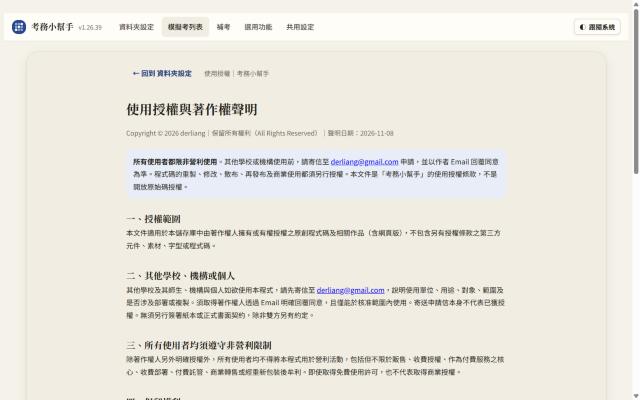 考務小幫手 v1.26.39 資料夾設定 模擬考列表 補考 選用功能 共用設定 跟隨系統
← 回到 資料夾設定 使用授權｜考務小幫手
使用授權與著作權聲明
Copyright © 2026 derliang｜保留所有權利（All Rights Reserved）｜聲明日期：2026-11-08
所有使用者都限非營利使用。其他學校或機構使用前，請寄信至 derliang@gmail.com 申請，並以作者 Email 回覆同意
為準。程式碼的重製、修改、散布、再發布及商業使用都須另行授權。本文件是「考務小幫手」的使用授權條款，不是
開放原始碼授權。
一、授權範圍
本文件適用於本儲存庫中由著作權人擁有或有權授權之原創程式碼及相關作品（含網頁版），不包含另有授權條款之第三方
元件、素材、字型或程式碼。
二、其他學校、機構或個人
其他學校及其師生、機構與個人如欲使用本程式，請先寄信至 derliang@gmail.com，說明使用單位、用途、對象、範圍及
是否涉及部署或複製。須取得著作權人透過 Email 明確回覆同意，且僅能於核准範圍內使用。寄送申請信本身不代表已獲授
權。無須另行簽署紙本或正式書面契約，除非雙方另有約定。
三、所有使用者均須遵守非營利限制
除著作權人另外明確授權外，所有使用者均不得將本程式用於營利活動，包括但不限於販售、收費授權、作為付費服務之核
心、收費部署、付費託管、商業轉售或經重新包裝後牟利。即使取得免費使用許可，也不代表取得商業授權。